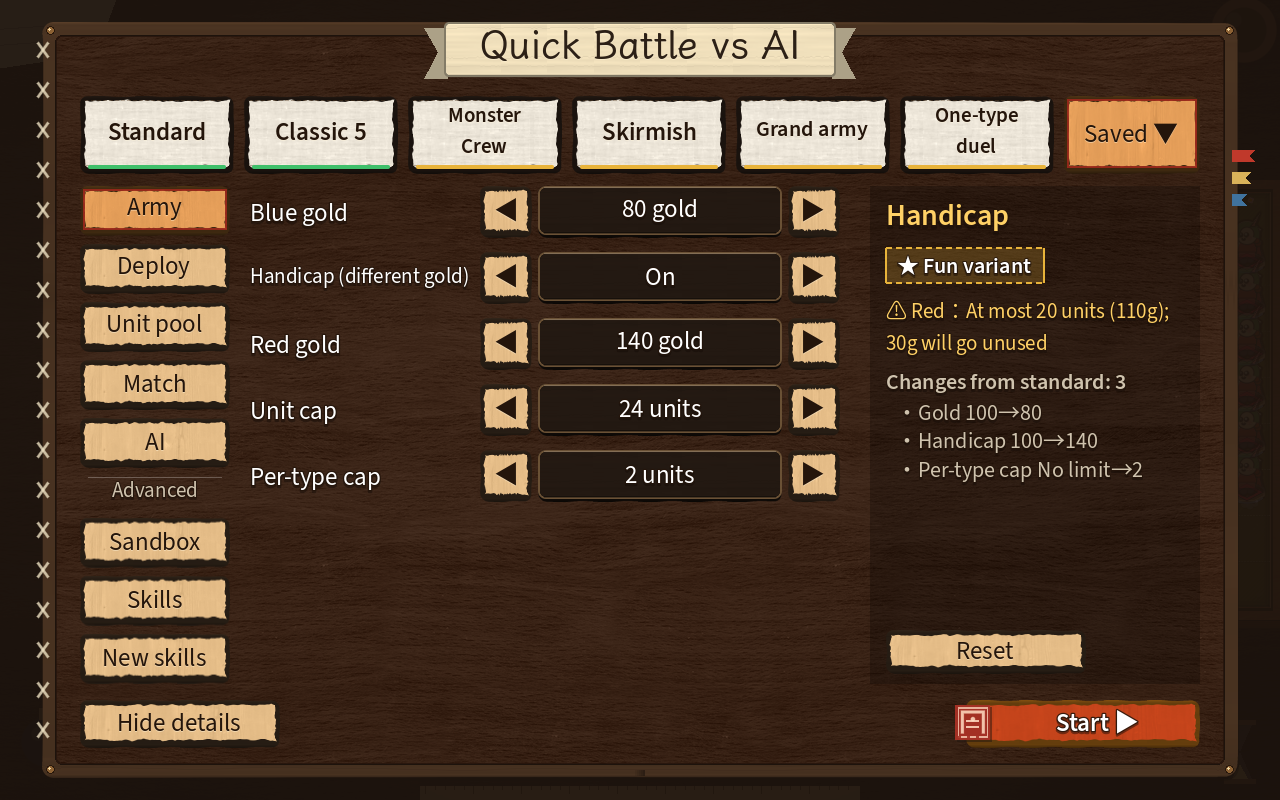 Quick Battle vs AI
Standard
Classic 5
Monster
Crew
Skirmish
Grand army
One-type
duel
Saved ▼
Army
Deploy
Unit pool
Match
AI
Advanced
Sandbox
Skills
New skills
Hide details
Blue gold
◀ 80 gold ▶
Handicap (different gold)
◀ On ▶
Red gold
◀ 140 gold ▶
Unit cap
◀ 24 units ▶
Per-type cap
◀ 2 units ▶
Handicap
★ Fun variant
⚠ Red：At most 20 units (110g);
30g will go unused
Changes from standard: 3
・Gold 100→80
・Handicap 100→140
・Per-type cap No limit→2
Reset
Start ▶